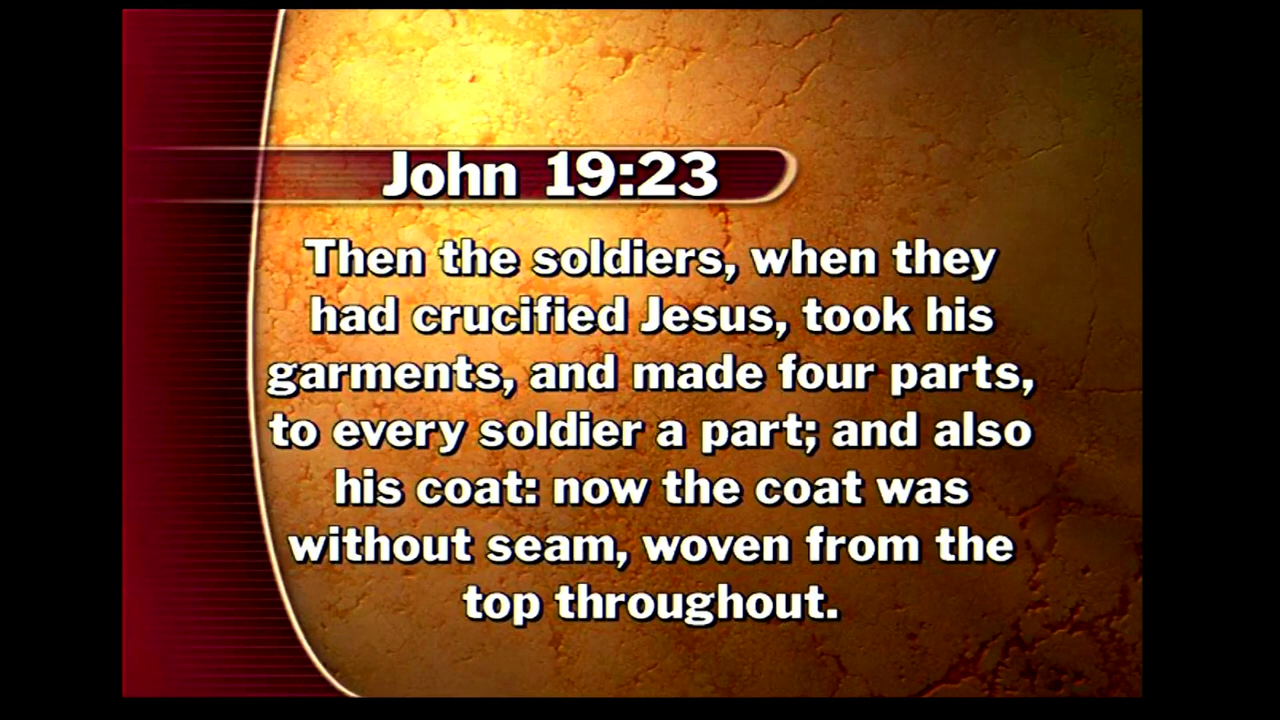 John 19:23
Then the soldiers, when they
had crucified Jesus, took his
garments, and made four parts,
to every soldier a part; and also
his coat: now the coat was
without seam, woven from the
top throughout.